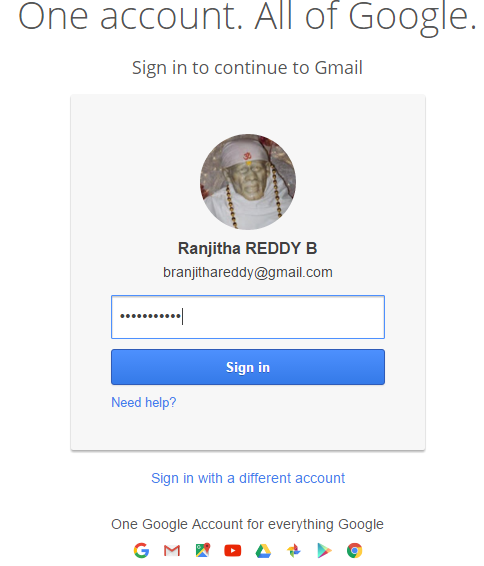 One account. All of Google.
Sign in to continue to Gmail
ॐ
Ranjitha REDDY B
branjithareddy@gmail.com
•••••••••••
Sign in
Need help?
Sign in with a different account
One Google Account for everything Google